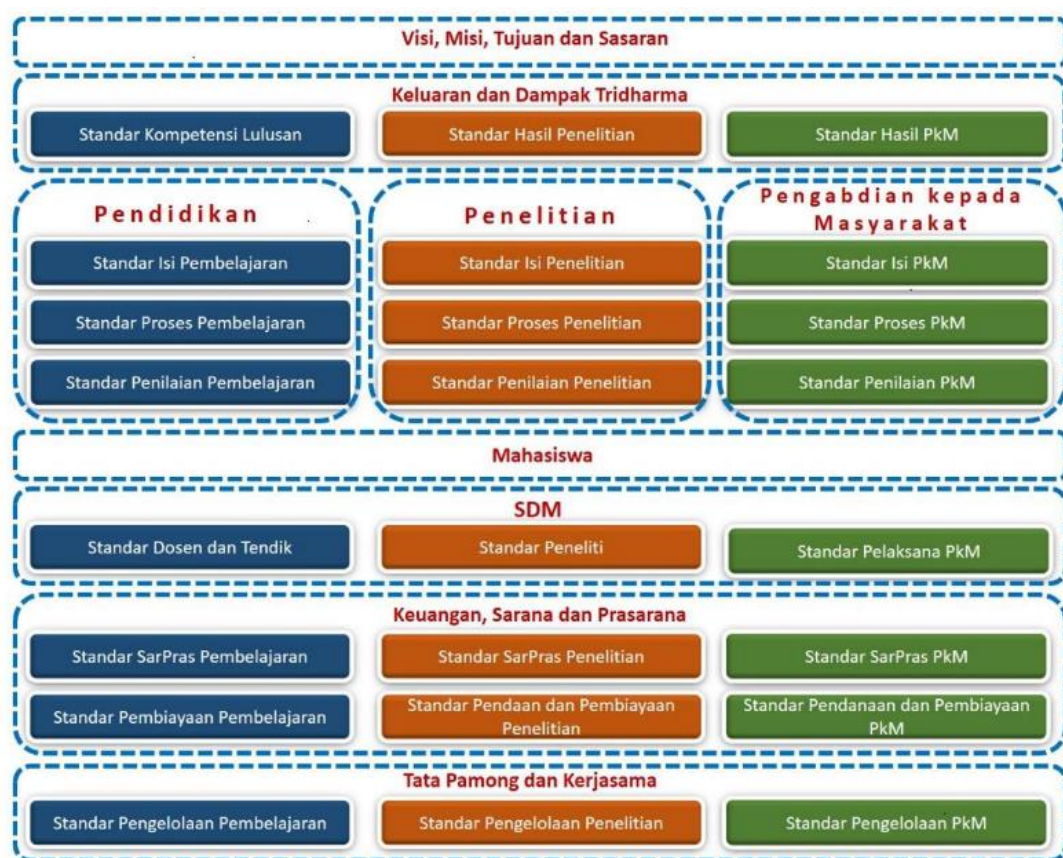 Visi, Misi, Tujuan dan Sasaran
Keluaran dan Dampak Tridharma
Standar Kompetensi Lulusan
Standar Hasil Penelitian
Standar Hasil PkM
Pendidikan
Penelitian
Pengabdian kepada
Masyarakat
Standar Isi Pembelajaran
Standar Isi Penelitian
Standar Isi PkM
Standar Proses Pembelajaran
Standar Proses Penelitian
Standar Proses PkM
Standar Penilaian Pembelajaran
Standar Penilaian Penelitian
Standar Penilaian PkM
Mahasiswa
SDM
Standar Dosen dan Tendik
Standar Peneliti
Standar Pelaksana PkM
Keuangan, Sarana dan Prasarana
Standar SarPras Pembelajaran
Standar SarPras Penelitian
Standar SarPras PkM
Standar Pembiayaan Pembelajaran
Standar Pendaan dan Pembiayaan
Penelitian
Standar Pendanaan dan Pembiayaan
PkM
Tata Pamong dan Kerjasama
Standar Pengelolaan Pembelajaran
Standar Pengelolaan Penelitian
Standar Pengelolaan PkM